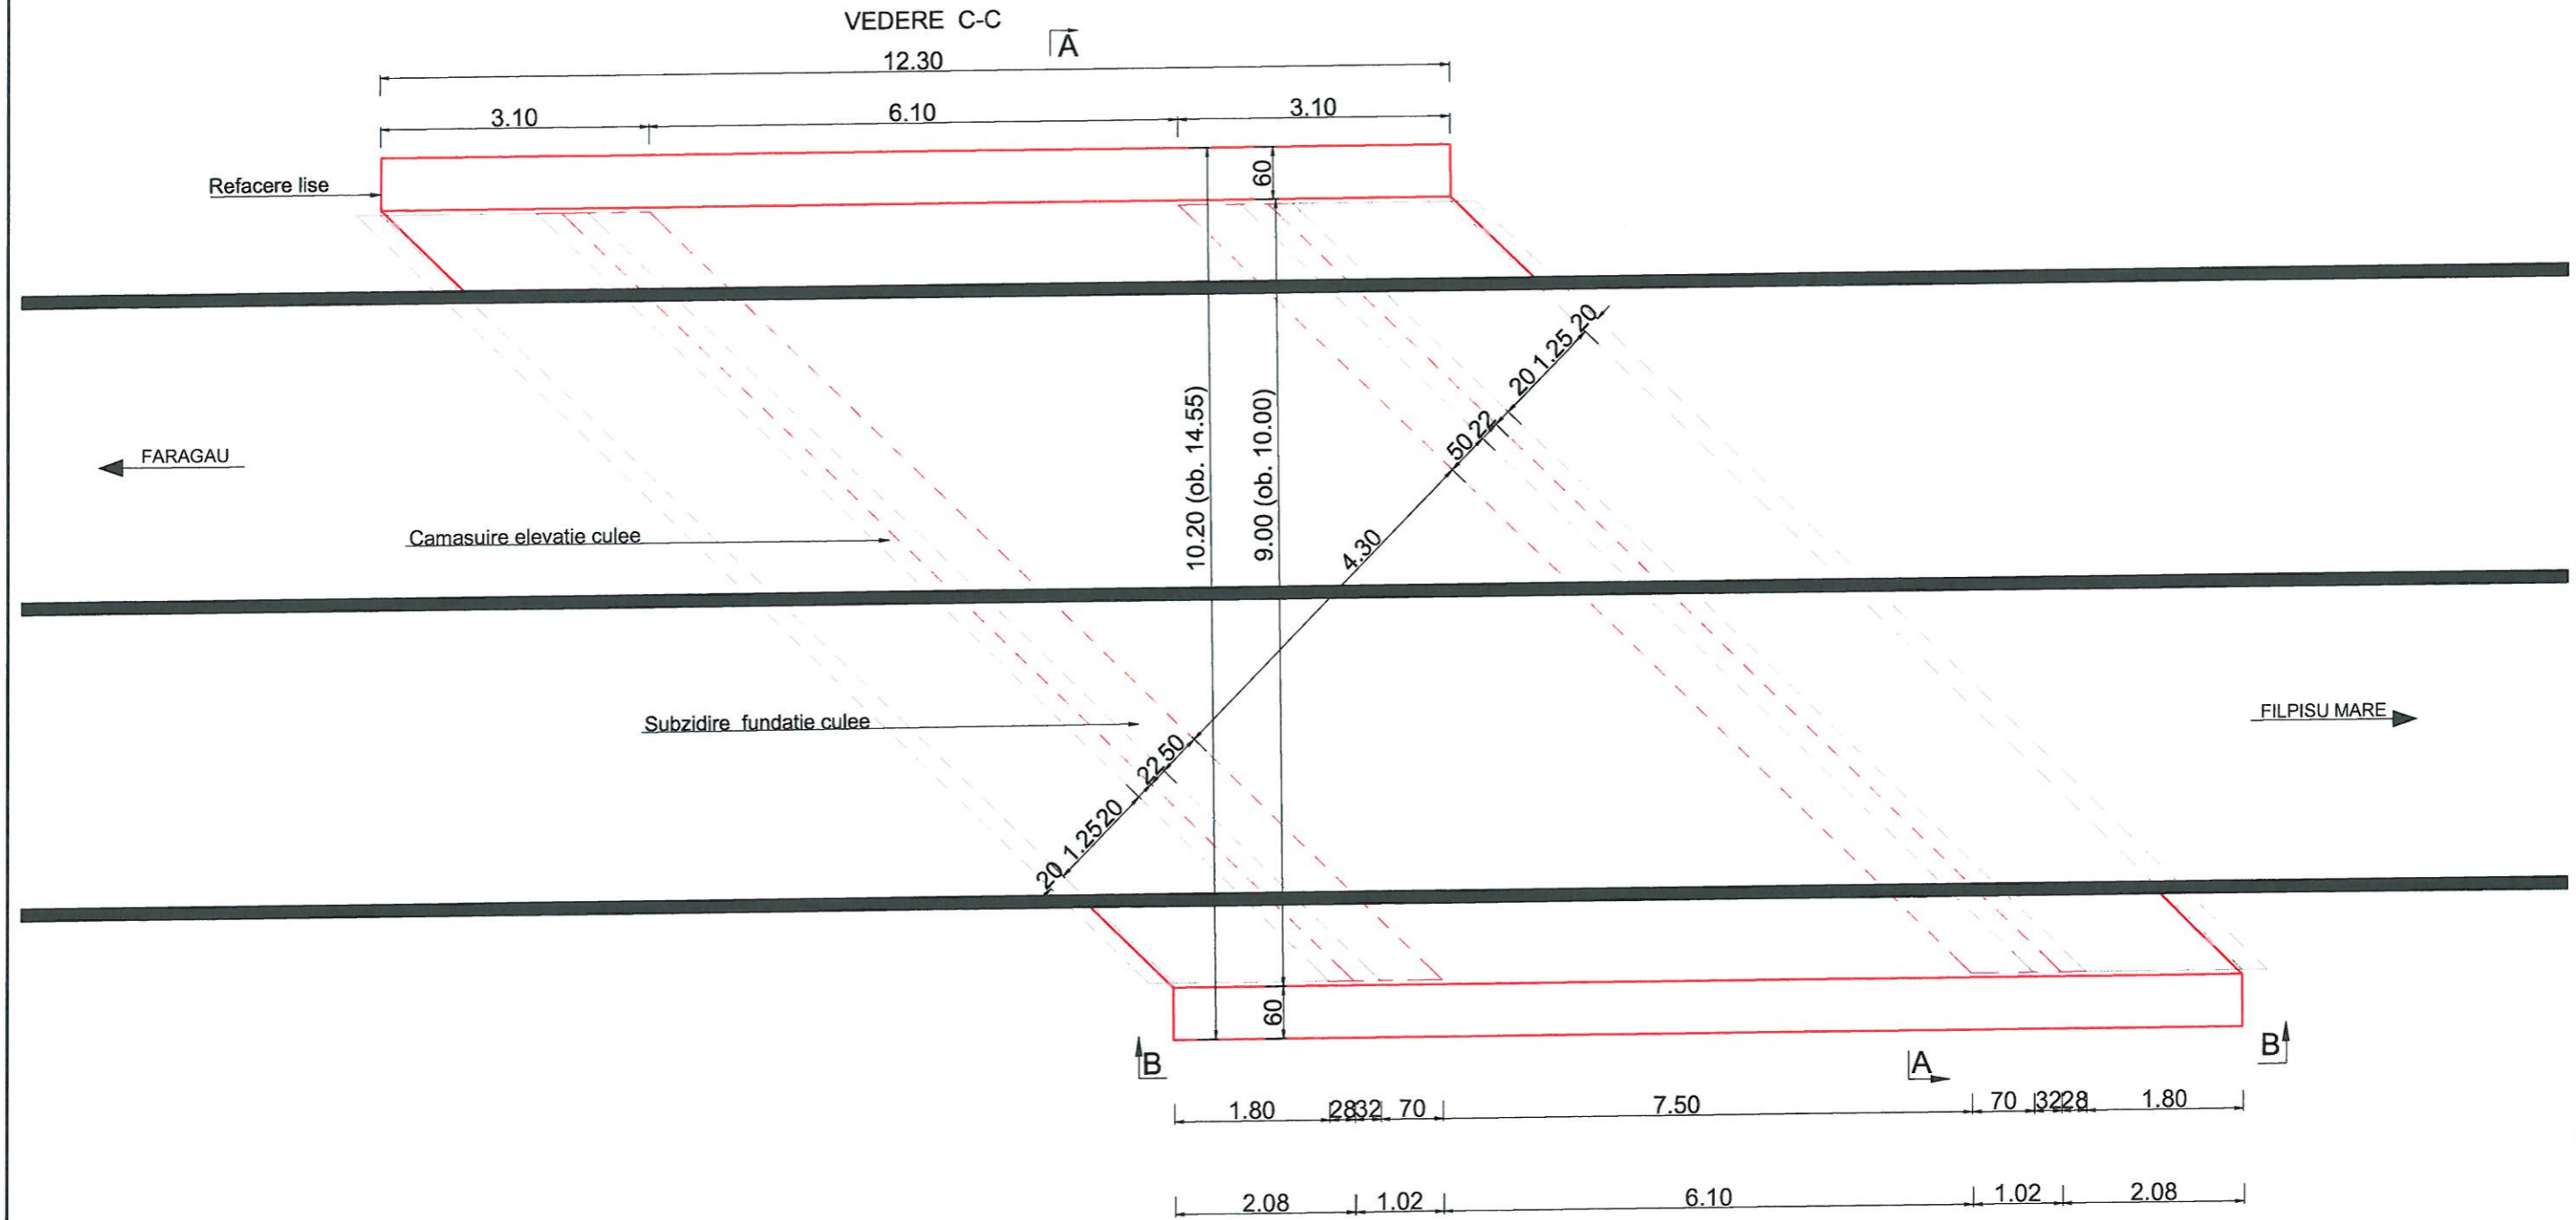 VEDERE C-C
A
12.30
3.10 6.10 3.10
60
Refacere lise
20
1.25
20
22
50
10.20 (ob. 14.55)
9.00 (ob. 10.00)
FARAGAU
Camasuire elevatie culee
4.30
Subzidire fundatie culee
FILPISU MARE
50
22
20
1.25
20
60
B
A
B
1.80 28 32 70 7.50 70 32 28 1.80
2.08 1.02 6.10 1.02 2.08